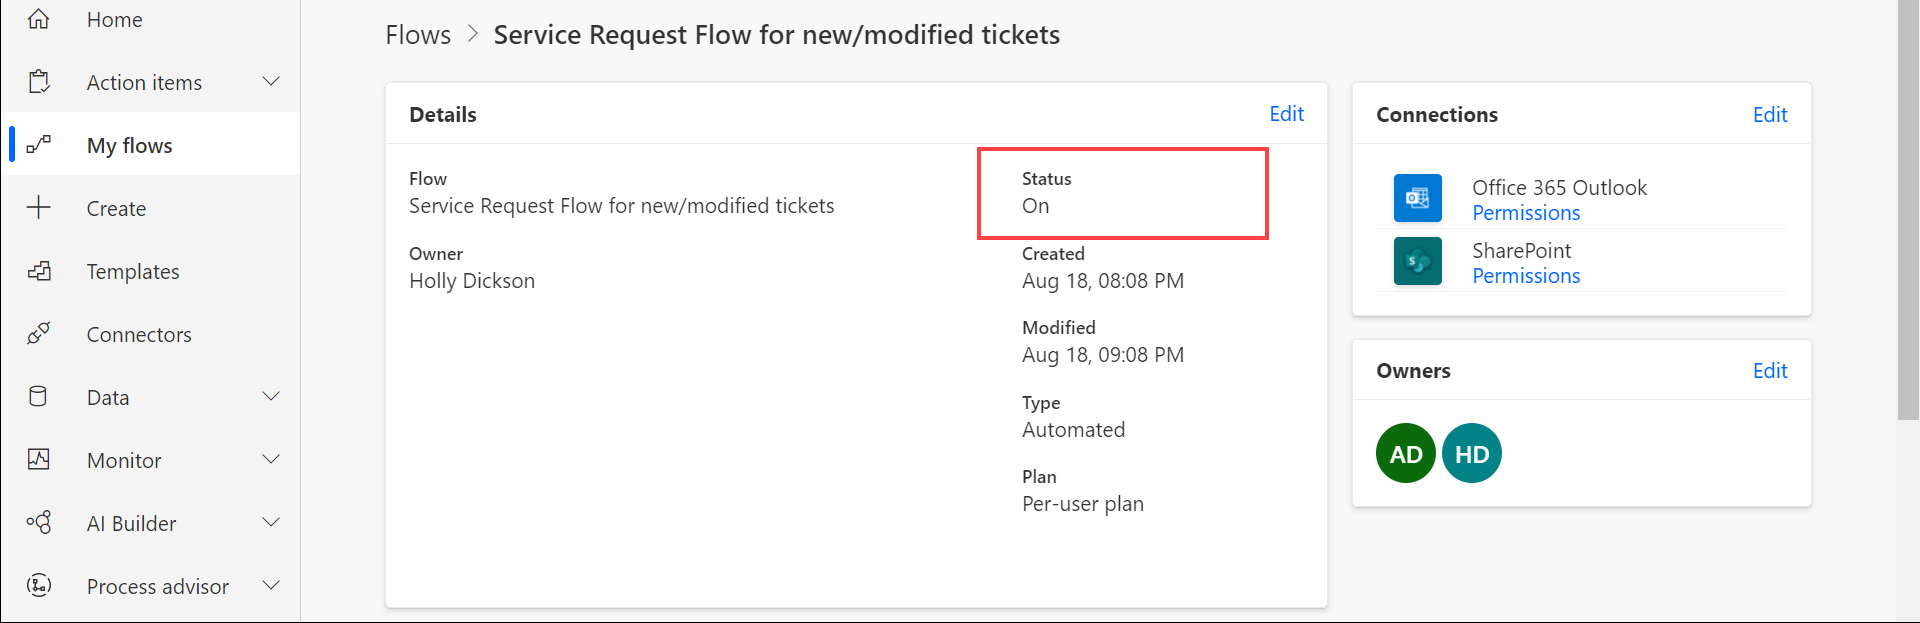 Home
Action items
My flows
Create
Templates
Connectors
Data
Monitor
AI Builder
Process advisor
Flows > Service Request Flow for new/modified tickets
Details
Edit
Flow
Service Request Flow for new/modified tickets
Owner
Holly Dickson
Status
On
Created
Aug 18, 08:08 PM
Modified
Aug 18, 09:08 PM
Type
Automated
Plan
Per-user plan
Connections
Edit
Office 365 Outlook
Permissions
S
SharePoint
Permissions
Owners
Edit
AD
HD